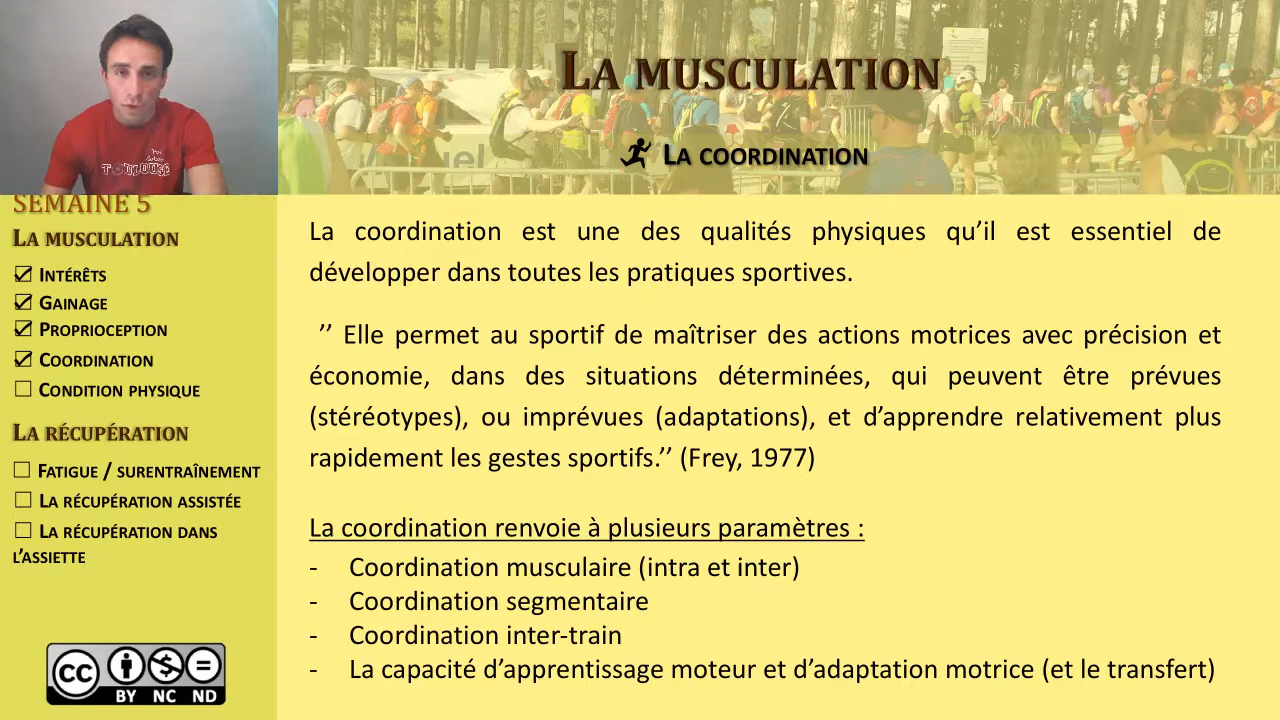 La musculation
La coordination
TOULOUSE
SEMAINE 5
La musculation
☑ Intérêts
☑ Gainage
☑ Proprioception
☑ Coordination
☐ Condition physique
La récupération
☐ Fatigue / surentraînement
☐ La récupération assistée
☐ La récupération dans
l’assiette
CC BY NC ND
La coordination est une des qualités physiques qu’il est essentiel de
développer dans toutes les pratiques sportives.
’’ Elle permet au sportif de maîtriser des actions motrices avec précision et
économie, dans des situations déterminées, qui peuvent être prévues
(stéréotypes), ou imprévues (adaptations), et d’apprendre relativement plus
rapidement les gestes sportifs.’’ (Frey, 1977)
La coordination renvoie à plusieurs paramètres :
- Coordination musculaire (intra et inter)
- Coordination segmentaire
- Coordination inter-train
- La capacité d’apprentissage moteur et d’adaptation motrice (et le transfert)